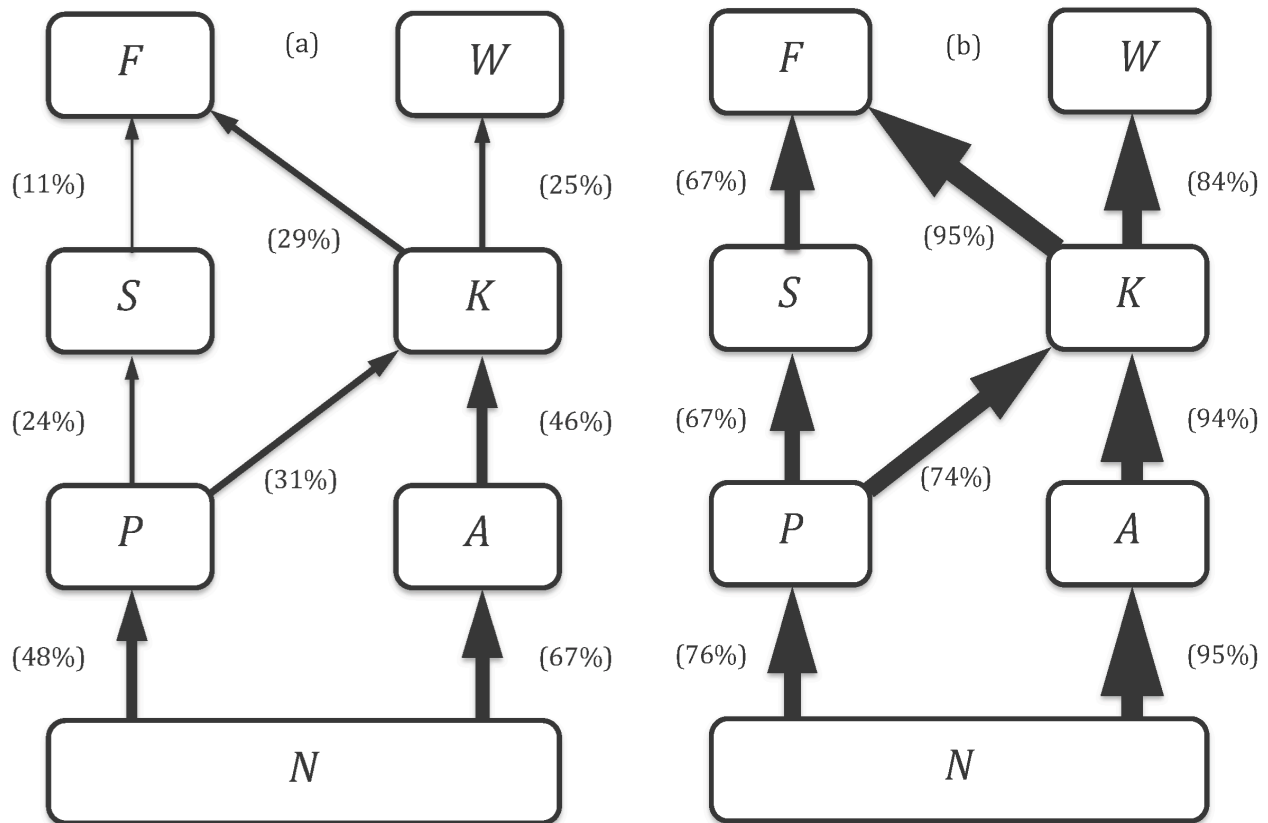 F
(a)
W
(11%)
(29%)
(25%)
S
K
(24%)
(31%)
(46%)
P
A
(48%)
(67%)
N
F
(b)
W
(67%)
(95%)
(84%)
S
K
(67%)
(74%)
(94%)
P
A
(76%)
(95%)
N